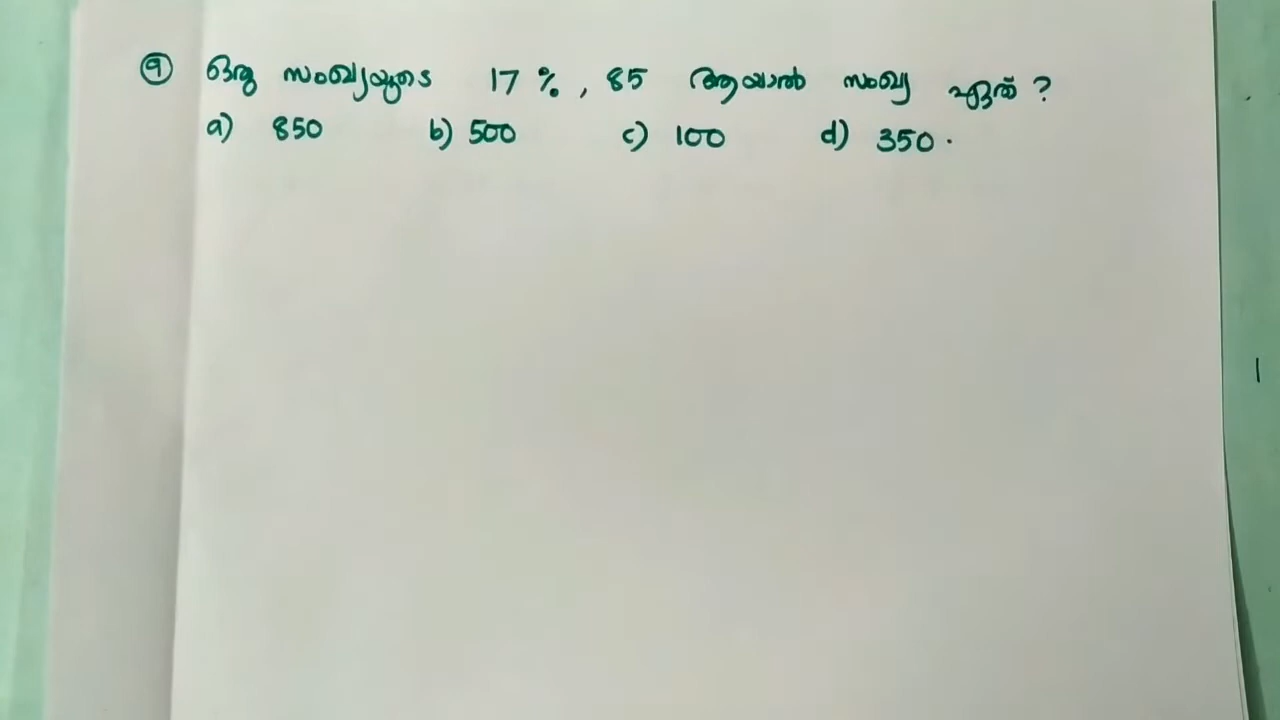 9 ഒരു സംഖ്യയുടെ 17 %, 85 ആയാൽ സംഖ്യ ഏത് ?
a) 850 b) 500 c) 100 d) 350.